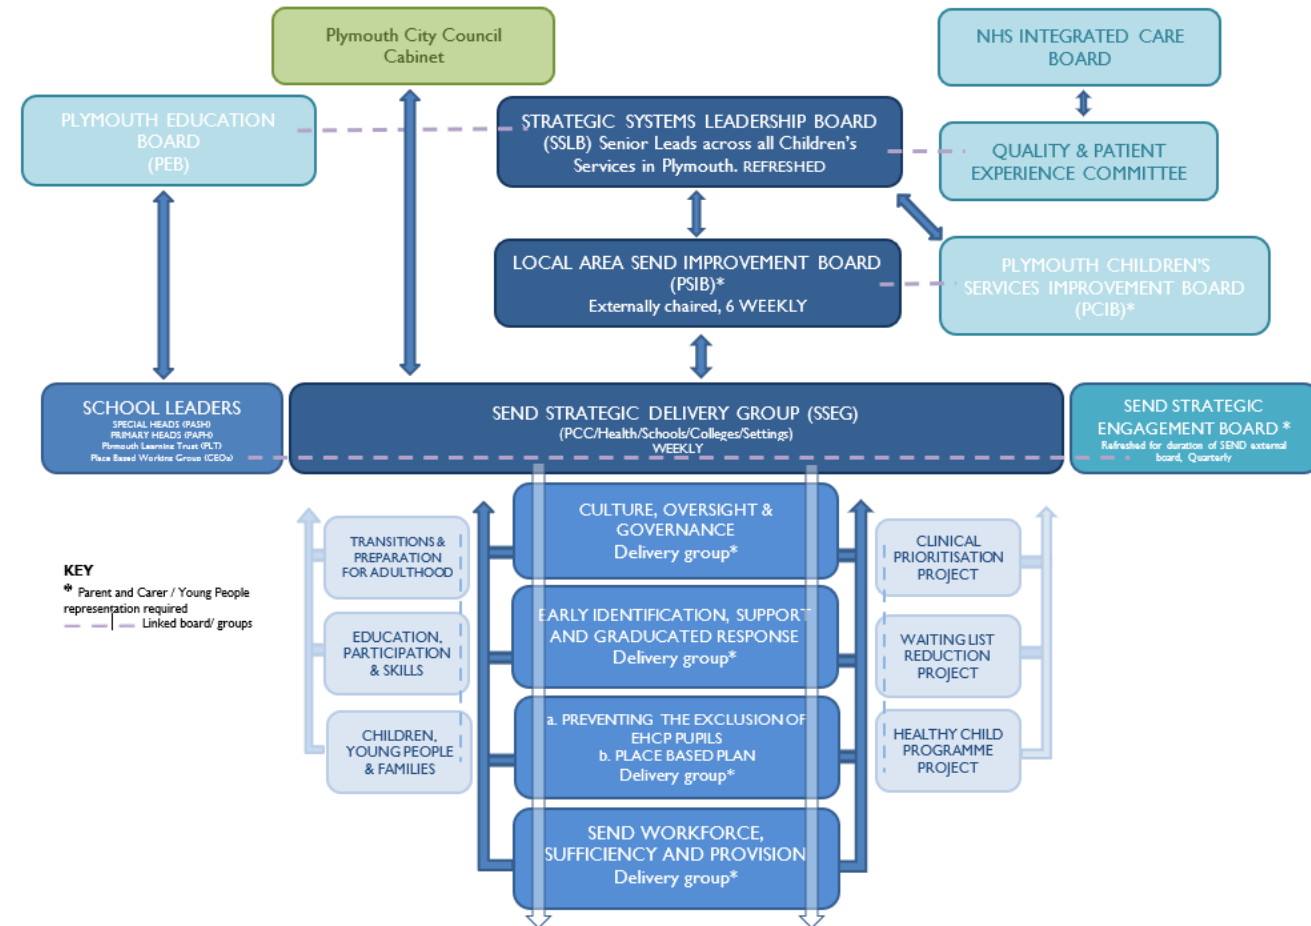 Plymouth City Council
Cabinet
NHS INTEGRATED CARE
BOARD
PLYMOUTH EDUCATION
BOARD
(PEB)
STRATEGIC SYSTEMS LEADERSHIP BOARD
(SSLB) Senior Leads across all Children's
Services in Plymouth. REFRESHED
QUALITY & PATIENT
EXPERIENCE COMMITTEE
LOCAL AREA SEND IMPROVEMENT BOARD
(PSIB)*
Externally chaired, 6 WEEKLY
PLYMOUTH CHILDREN'S
SERVICES IMPROVEMENT BOARD
(PCIB)*
SCHOOL LEADERS
SPECIAL HEADS (PASH)
PRIMARY HEADS (PAPH)
Plymouth Learning Trust (PLT)
Place Based Working Group (CEOs)
SEND STRATEGIC DELIVERY GROUP (SSEG)
(PCC/Health/Schools/Colleges/Settings)
WEEKLY
SEND STRATEGIC
ENGAGEMENT BOARD *
Refreshed for duration of SEND external
board, Quarterly
CULTURE, OVERSIGHT &
GOVERNANCE
Delivery group*
TRANSITIONS &
PREPARATION
FOR ADULTHOOD
CLINICAL
PRIORITISATION
PROJECT
KEY
* Parent and Carer / Young People
representation required
Linked board/ groups
EARLY IDENTIFICATION, SUPPORT
AND GRADUCATED RESPONSE
Delivery group*
EDUCATION,
PARTICIPATION
& SKILLS
WAITING LIST
REDUCTION
PROJECT
a. PREVENTING THE EXCLUSION OF
EHCP PUPILS
b. PLACE BASED PLAN
Delivery group*
CHILDREN,
YOUNG PEOPLE
& FAMILIES
HEALTHY CHILD
PROGRAMME
PROJECT
SEND WORKFORCE,
SUFFICIENCY AND PROVISION
Delivery group*